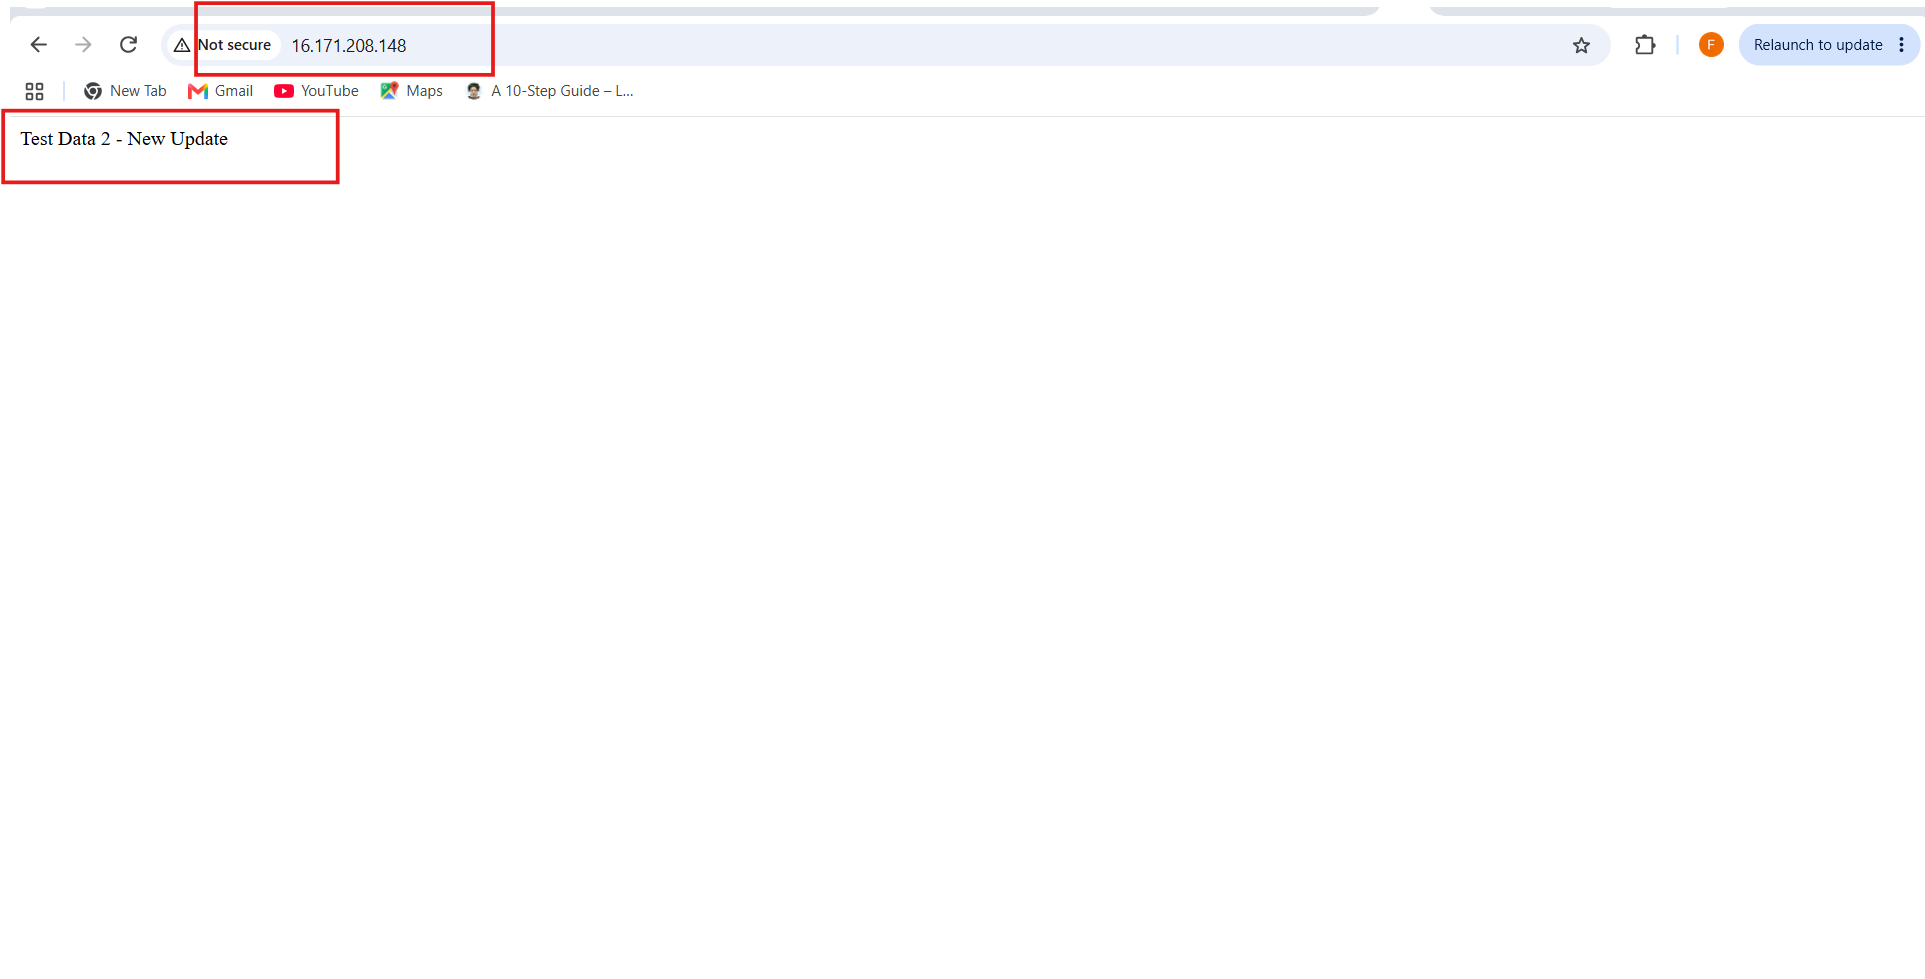 Not secure 16.171.208.148 F Relaunch to update
New Tab Gmail YouTube Maps A 10-Step Guide – L...
Test Data 2 - New Update